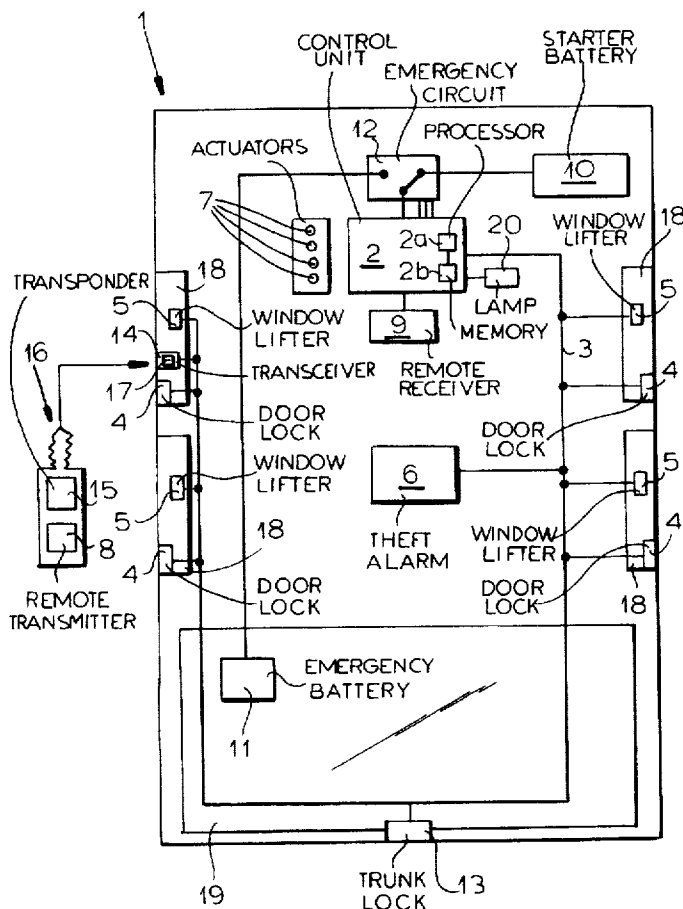 1
CONTROL
UNIT
EMERGENCY
CIRCUIT
STARTER
BATTERY
ACTUATORS
12
PROCESSOR
10
7
2
2a
2b
20
LAMP
MEMORY
WINDOW
LIFTER
18
5
TRANSPONDER
18
5
WINDOW
LIFTER
9
REMOTE
RECEIVER
3
16
14
17
TRANSCEIVER
4
DOOR
LOCK
DOOR
LOCK
4
15
8
REMOTE
TRANSMITTER
WINDOW
LIFTER
5
4
18
DOOR
LOCK
6
THEFT
ALARM
5
WINDOW
LIFTER
4
DOOR
LOCK
18
EMERGENCY
BATTERY
11
19
TRUNK
LOCK
13